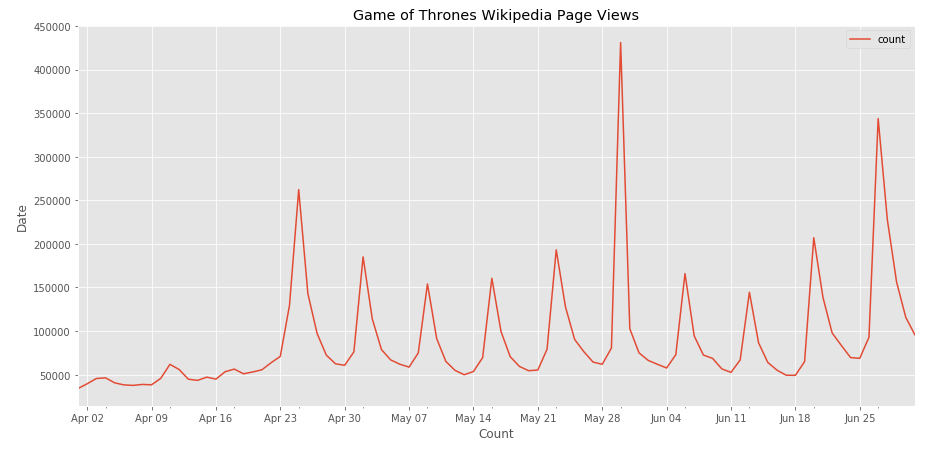 Game of Thrones Wikipedia Page Views
count
450000
400000
350000
300000
250000
200000
150000
100000
50000
Date
Apr 02 Apr 09 Apr 16 Apr 23 Apr 30 May 07 May 14 May 21 May 28 Jun 04 Jun 11 Jun 18 Jun 25
Count